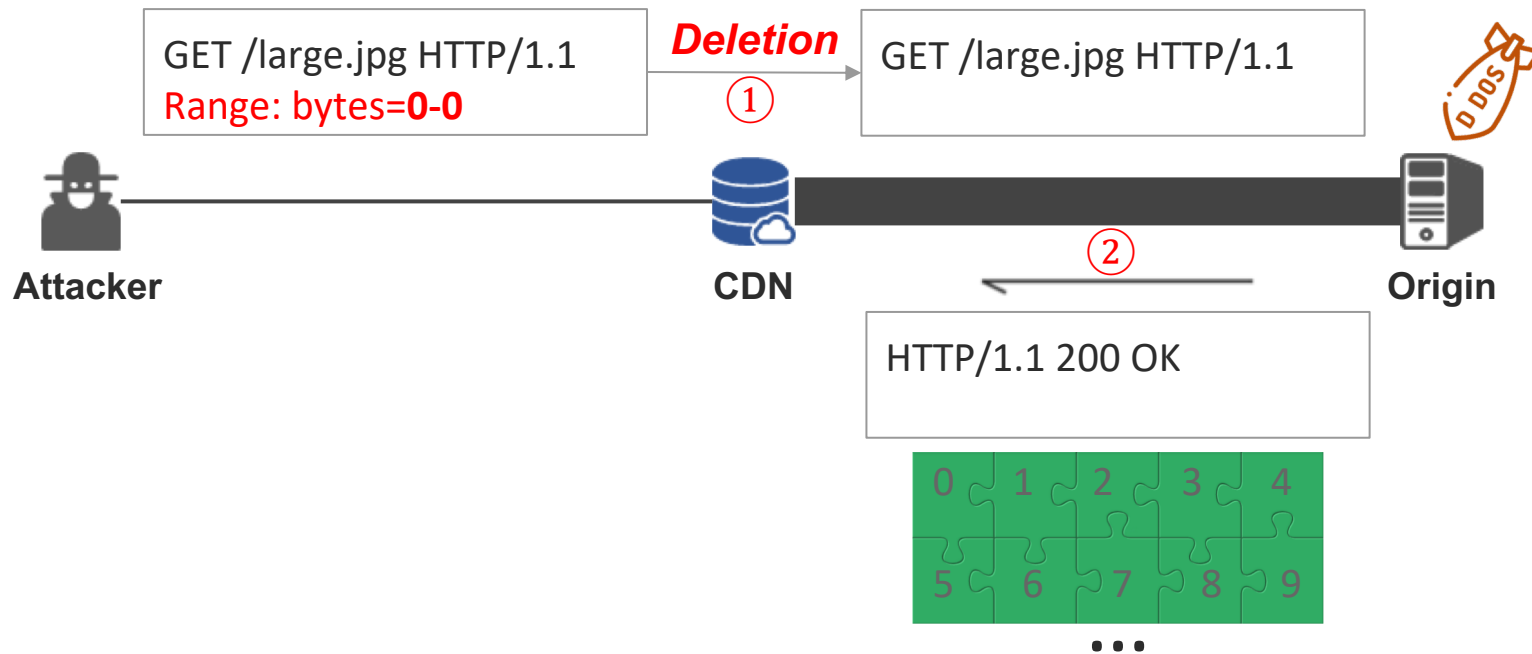 GET /large.jpg HTTP/1.1
Range: bytes=0-0
Deletion
①
GET /large.jpg HTTP/1.1
D DOS
Attacker
CDN
②
Origin
HTTP/1.1 200 OK
0 1 2 3 4
5 6 7 8 9
...